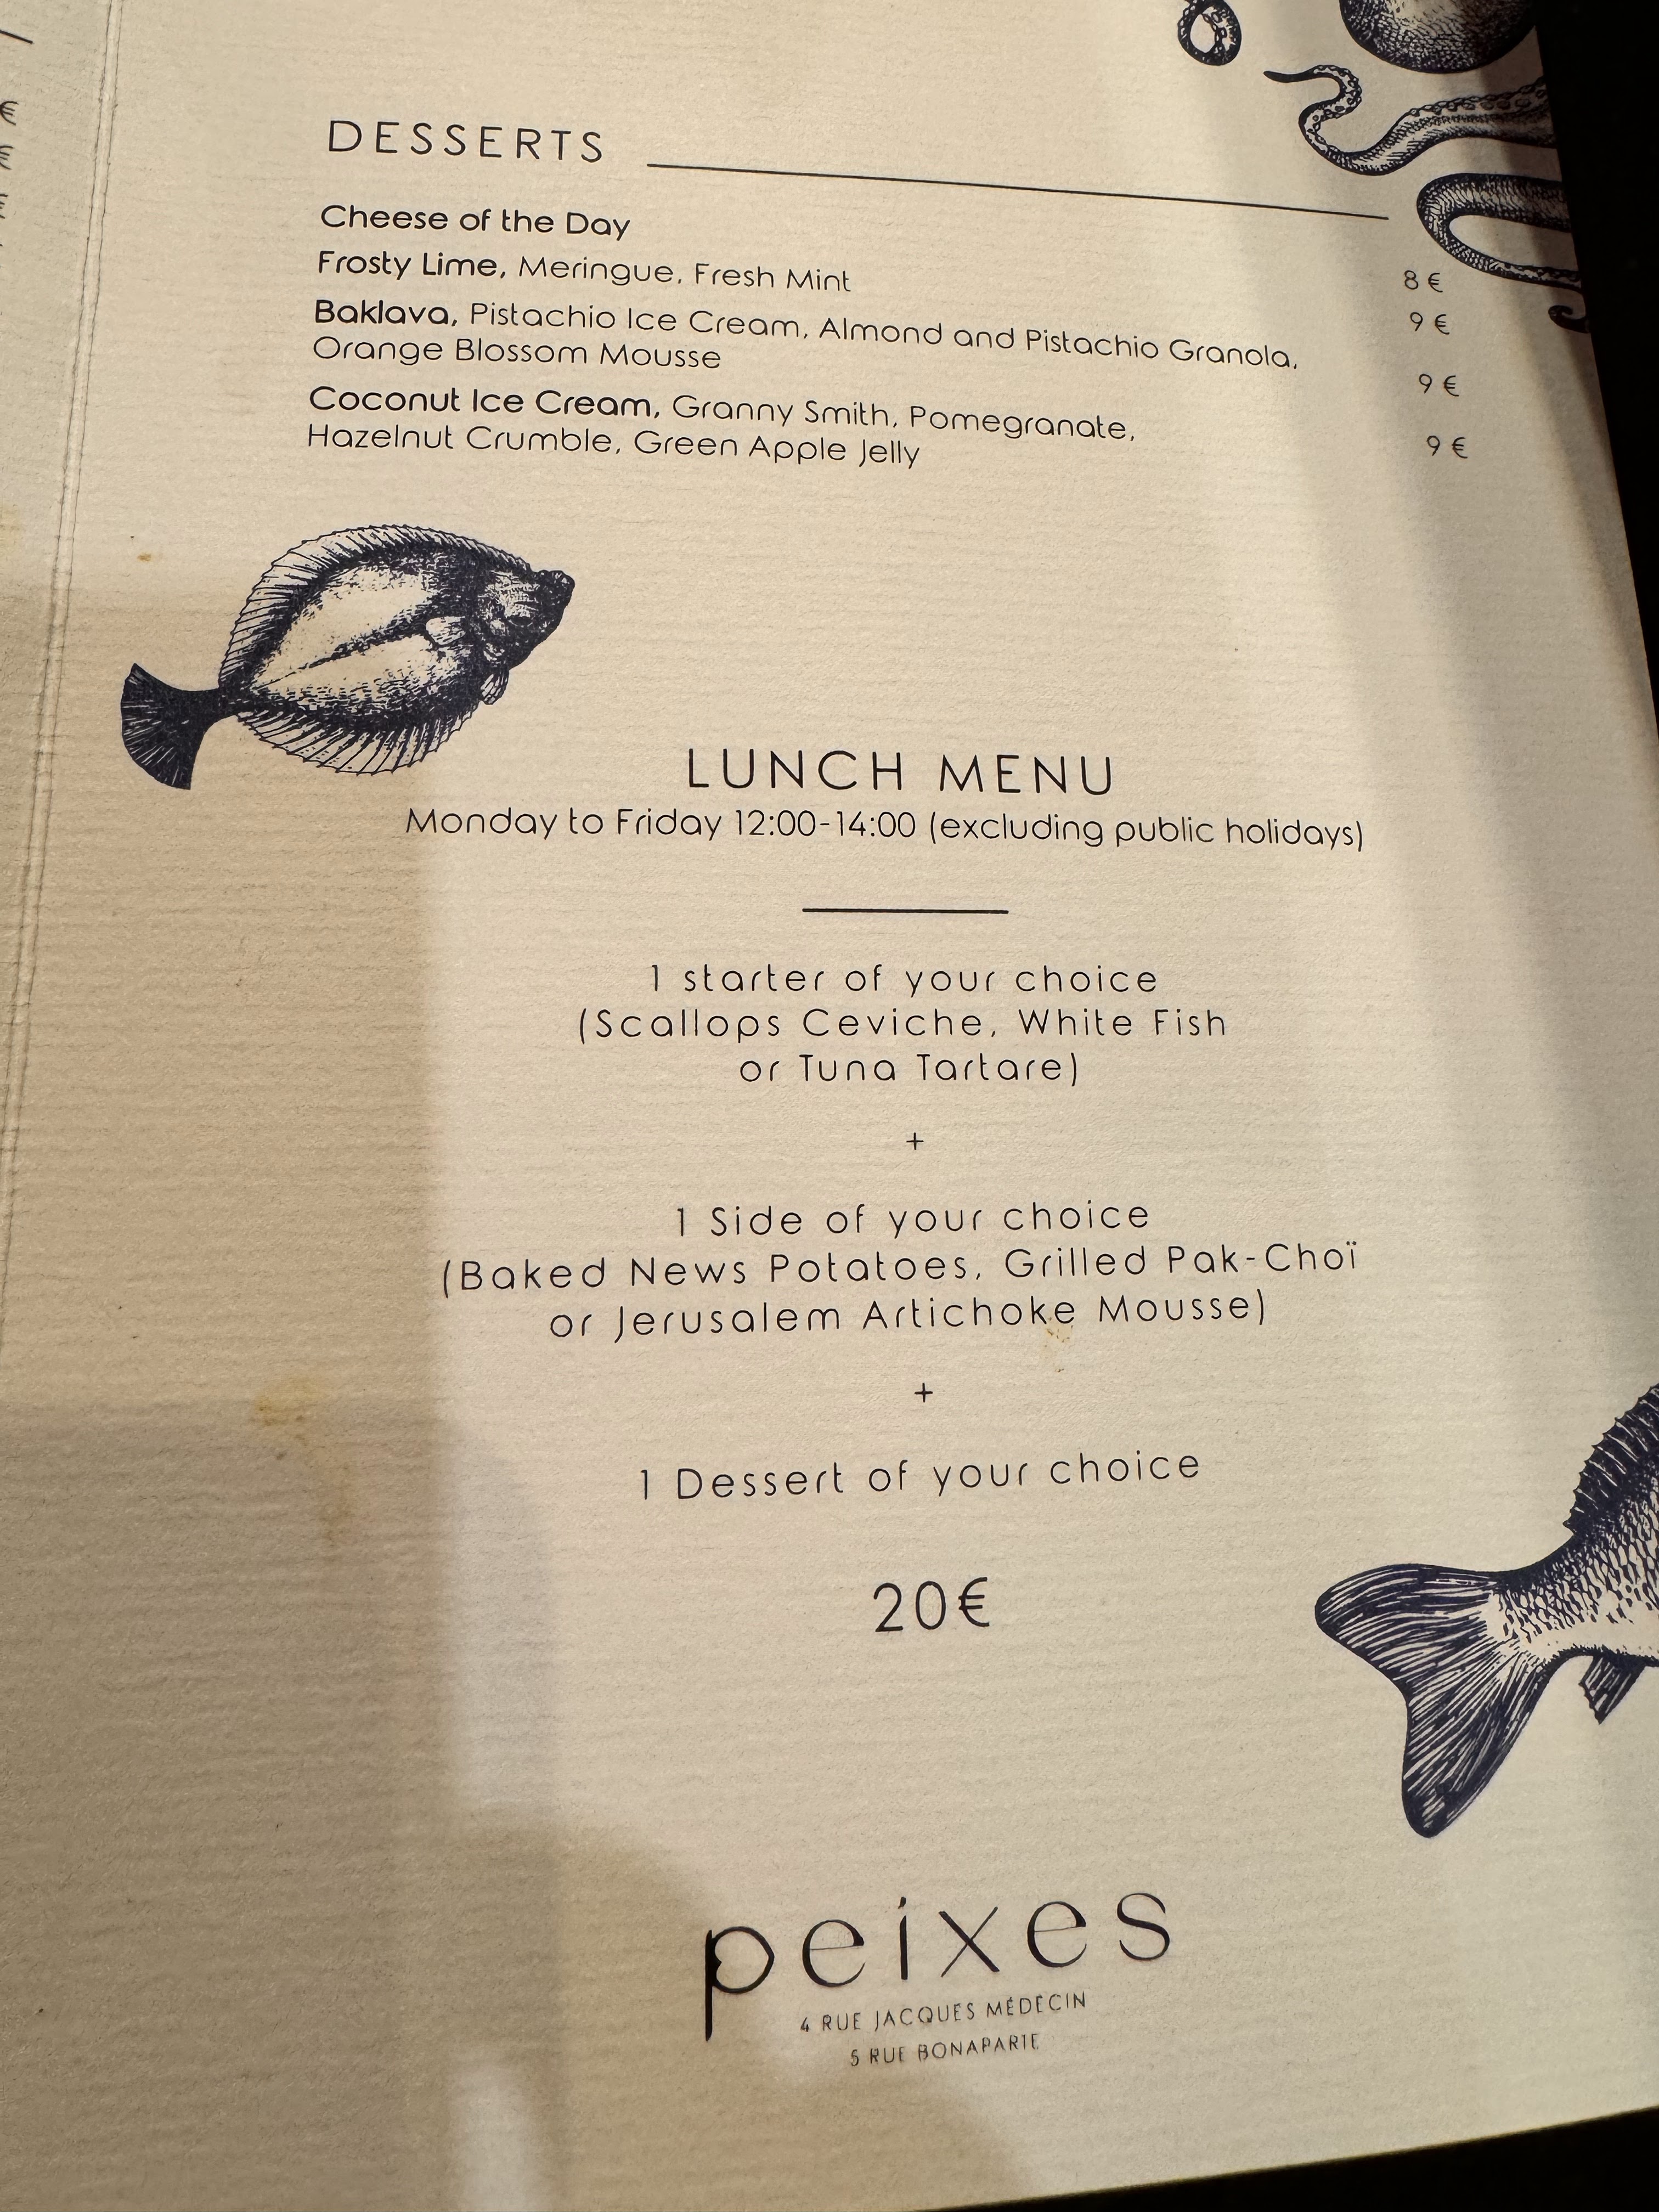 €
€
€
DESSERTS
Cheese of the Day 8 €
Frosty Lime, Meringue, Fresh Mint 9 €
Baklava, Pistachio Ice Cream, Almond and Pistachio Granola,
Orange Blossom Mousse 9 €
Coconut Ice Cream, Granny Smith, Pomegranate,
Hazelnut Crumble, Green Apple Jelly 9 €
LUNCH MENU
Monday to Friday 12:00-14:00 (excluding public holidays)
1 starter of your choice
(Scallops Ceviche, White Fish
or Tuna Tartare)
+
1 Side of your choice
(Baked News Potatoes, Grilled Pak-Choï
or Jerusalem Artichoke Mousse)
+
1 Dessert of your choice
20€
peixes
4 RUE JACQUES MÉDECIN
5 RUE BONAPARTE